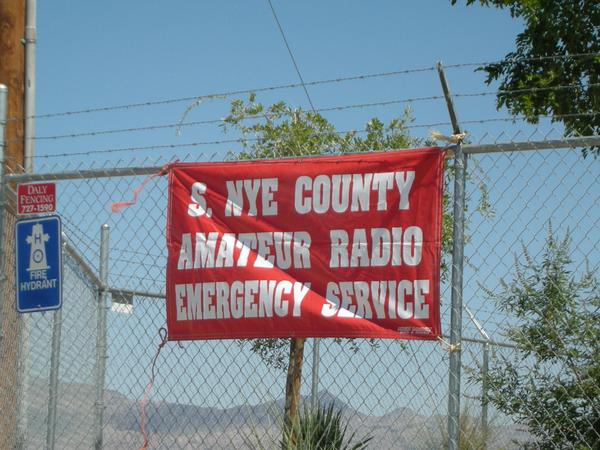 S. NYE COUNTY
AMATEUR RADIO
EMERGENCY SERVICE
DALY
FENCING
727-1590
H
FIRE
HYDRANT